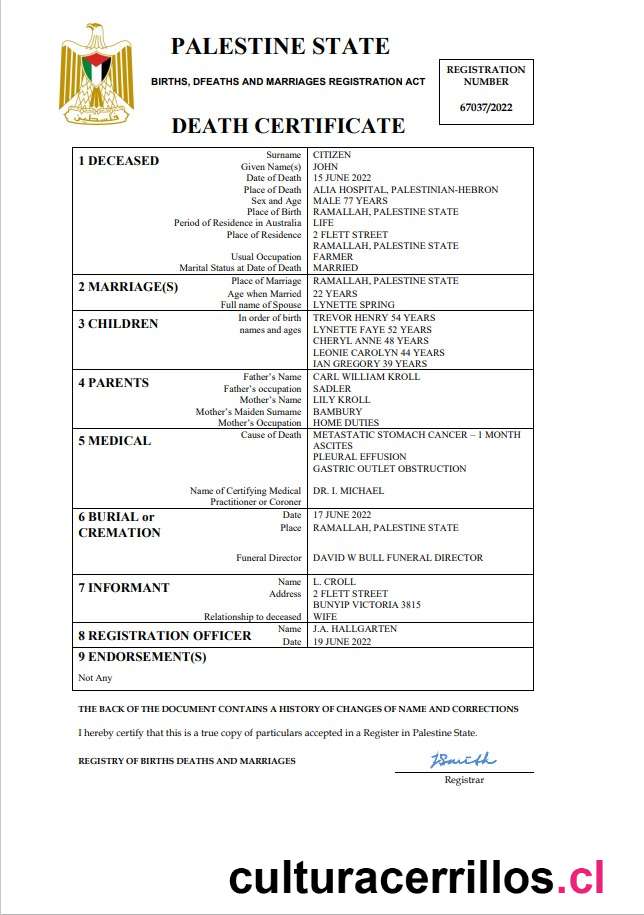 PALESTINE STATE
BIRTHS, DFEATHS AND MARRIAGES REGISTRATION ACT
REGISTRATION
NUMBER
67037/2022
فلسطين
DEATH CERTIFICATE
1 DECEASED
Surname CITIZEN
Given Name(s) JOHN
Date of Death 15 JUNE 2022
Place of Death ALIA HOSPITAL, PALESTINIAN-HEBRON
Sex and Age MALE 77 YEARS
Place of Birth RAMALLAH, PALESTINE STATE
Period of Residence in Australia LIFE
Place of Residence 2 FLETT STREET
RAMALLAH, PALESTINE STATE
Usual Occupation FARMER
Marital Status at Date of Death MARRIED
2 MARRIAGE(S)
Place of Marriage RAMALLAH, PALESTINE STATE
Age when Married 22 YEARS
Full name of Spouse LYNETTE SPRING
3 CHILDREN
In order of birth TREVOR HENRY 54 YEARS
names and ages LYNETTE FAYE 52 YEARS
CHERYL ANNE 48 YEARS
LEONIE CAROLYN 44 YEARS
IAN GREGORY 39 YEARS
4 PARENTS
Father's Name CARL WILLIAM KROLL
Father's occupation SADLER
Mother's Name LILY KROLL
Mother's Maiden Surname BAMBURY
Mother's Occupation HOME DUTIES
5 MEDICAL
Cause of Death METASTATIC STOMACH CANCER – 1 MONTH
ASCITES
PLEURAL EFFUSION
GASTRIC OUTLET OBSTRUCTION
Name of Certifying Medical DR. I. MICHAEL
Practitioner or Coroner
6 BURIAL or
CREMATION
Date 17 JUNE 2022
Place RAMALLAH, PALESTINE STATE
Funeral Director DAVID W BULL FUNERAL DIRECTOR
7 INFORMANT
Name L. CROLL
Address 2 FLETT STREET
BUNYIP VICTORIA 3815
Relationship to deceased WIFE
8 REGISTRATION OFFICER
Name J.A. HALLGARTEN
Date 19 JUNE 2022
9 ENDORSEMENT(S)
Not Any
THE BACK OF THE DOCUMENT CONTAINS A HISTORY OF CHANGES OF NAME AND CORRECTIONS
I hereby certify that this is a true copy of particulars accepted in a Register in Palestine State.
REGISTRY OF BIRTHS DEATHS AND MARRIAGES
JSmith
Registrar
culturacerrillos.cl